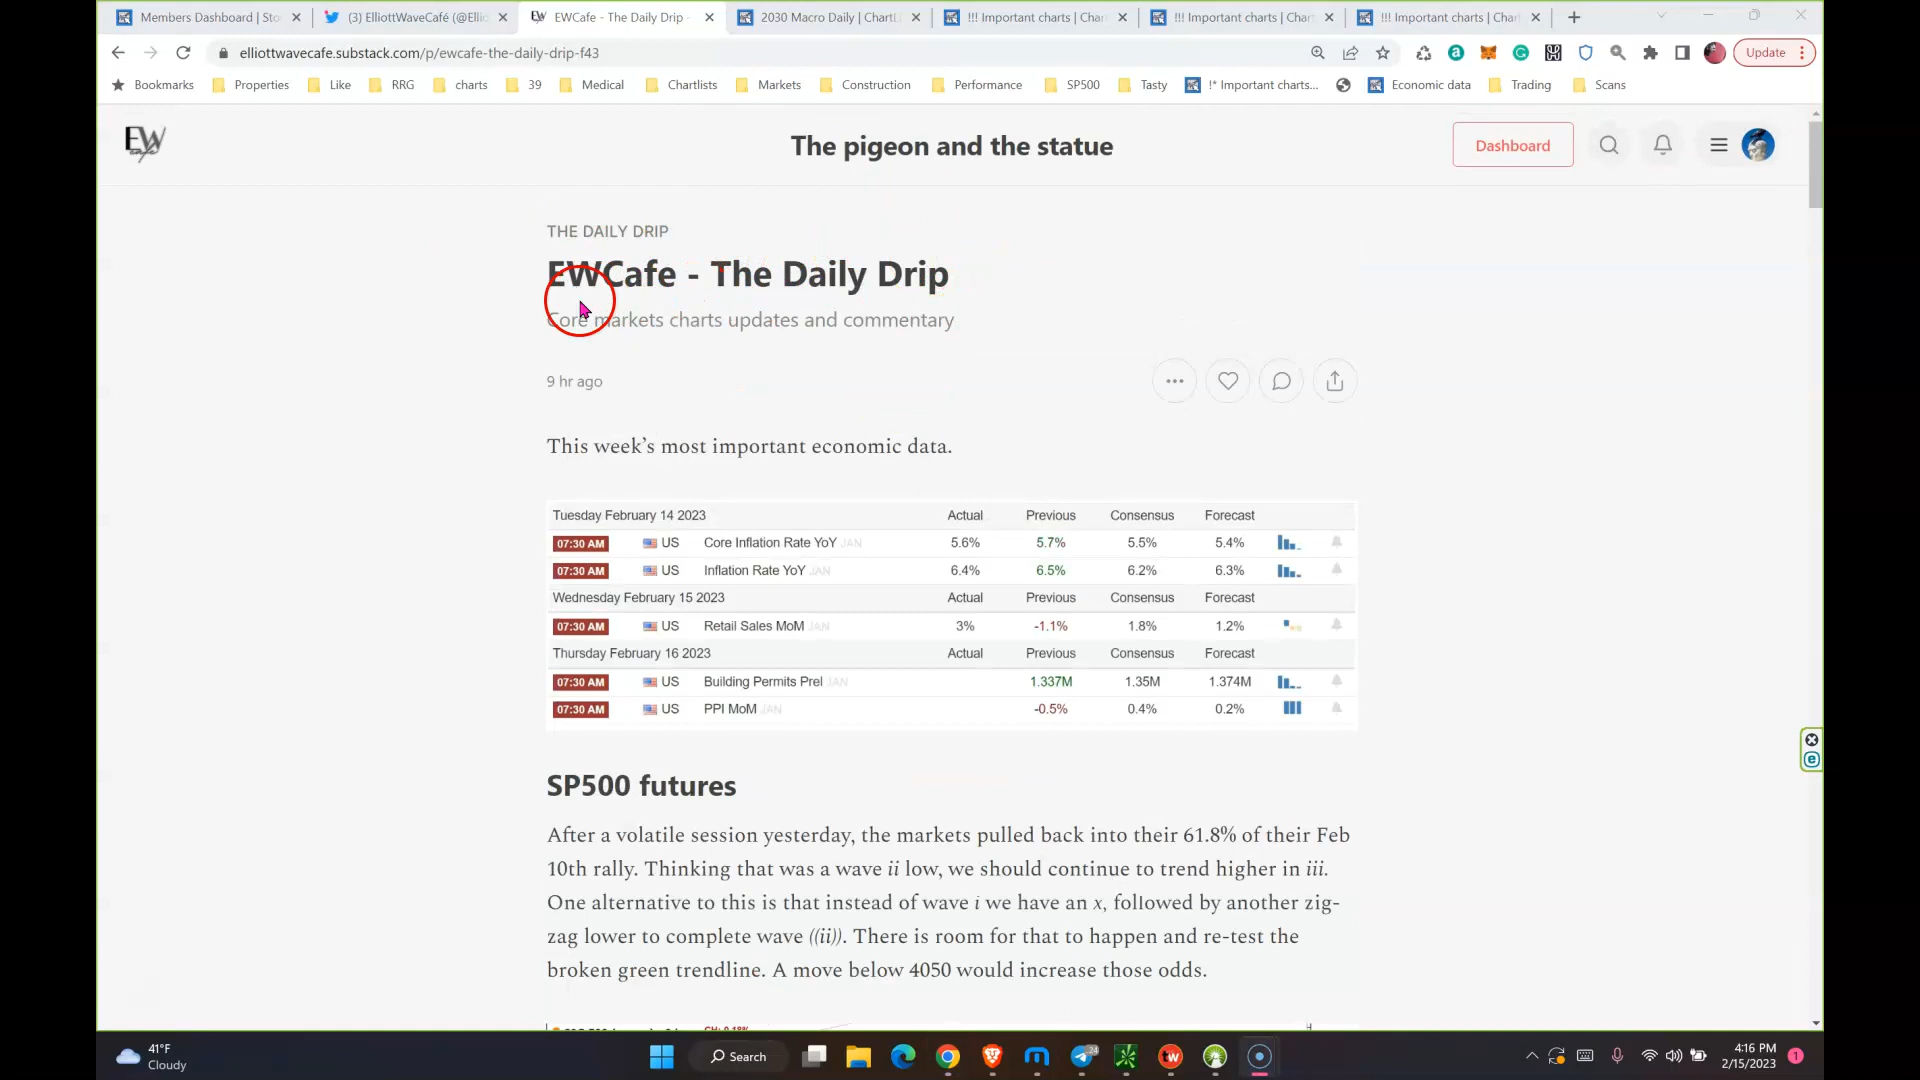 Members Dashboard | Sto
(3) ElliottWaveCafé (@Ellio
EWCafe - The Daily Drip -
2030 Macro Daily | ChartLi
!!! Important charts | Char
!!! Important charts | Char
!!! Important charts | Char
elliottwavecafe.substack.com/p/ewcafe-the-daily-drip-f43
Update
Bookmarks
Properties
Like
RRG
charts
39
Medical
Chartlists
Markets
Construction
Performance
SP500
Tasty
!* Important charts...
Economic data
Trading
Scans
EW
cafe
The pigeon and the statue
Dashboard
THE DAILY DRIP
EWCafe - The Daily Drip
Core markets charts updates and commentary
9 hr ago
This week's most important economic data.
Tuesday February 14 2023 Actual Previous Consensus Forecast
07:30 AM US Core Inflation Rate YoY JAN 5.6% 5.7% 5.5% 5.4%
07:30 AM US Inflation Rate YoY JAN 6.4% 6.5% 6.2% 6.3%
Wednesday February 15 2023 Actual Previous Consensus Forecast
07:30 AM US Retail Sales MoM JAN 3% -1.1% 1.8% 1.2%
Thursday February 16 2023 Actual Previous Consensus Forecast
07:30 AM US Building Permits Prel JAN 1.337M 1.35M 1.374M
07:30 AM US PPI MoM JAN -0.5% 0.4% 0.2%
SP500 futures
After a volatile session yesterday, the markets pulled back into their 61.8% of their Feb
10th rally. Thinking that was a wave ii low, we should continue to trend higher in iii.
One alternative to this is that instead of wave i we have an x, followed by another zig-
zag lower to complete wave ((ii)). There is room for that to happen and re-test the
broken green trendline. A move below 4050 would increase those odds.
41°F
Cloudy
Search
24
tw
4:16 PM
2/15/2023
1